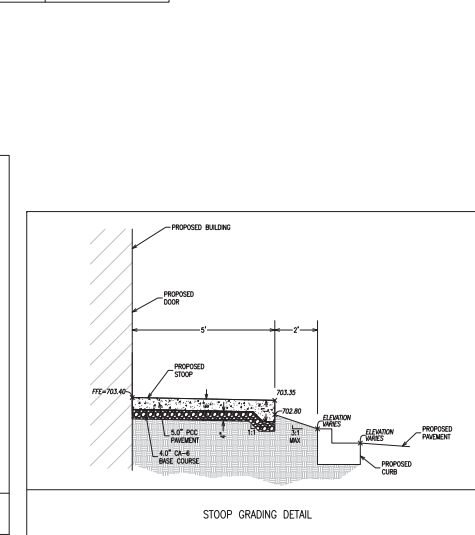 PROPOSED BUILDING
PROPOSED
DOOR
5'
2'
PROPOSED
STOOP
FFE=703.40
703.35
702.80
5.0" PCC
PAVEMENT
4.0" CA-6
BASE COURSE
1:1
3:1
MAX
ELEVATION
VARIES
ELEVATION
VARIES
PROPOSED
PAVEMENT
PROPOSED
CURB
STOOP GRADING DETAIL